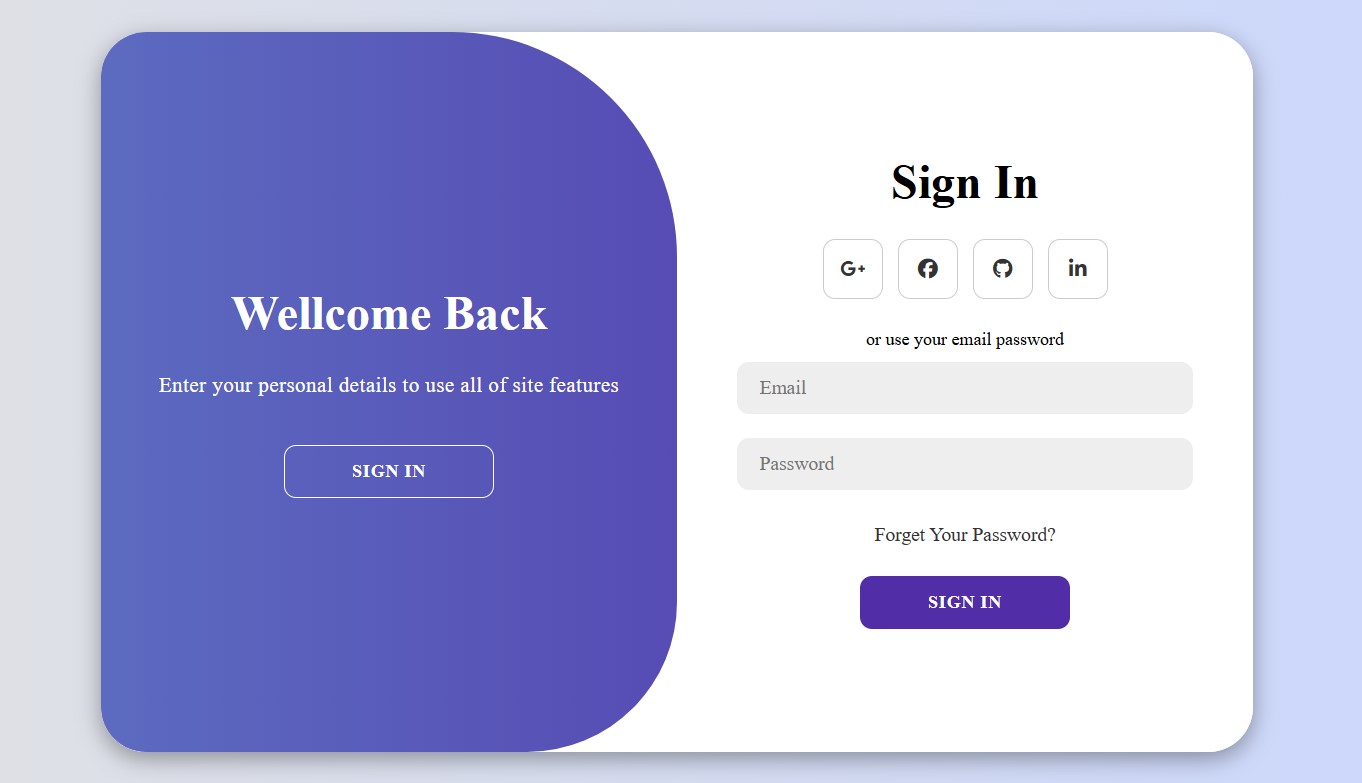 Wellcome Back
Enter your personal details to use all of site features
SIGN IN
Sign In
G+
in
or use your email password
Email
Password
Forget Your Password?
SIGN IN